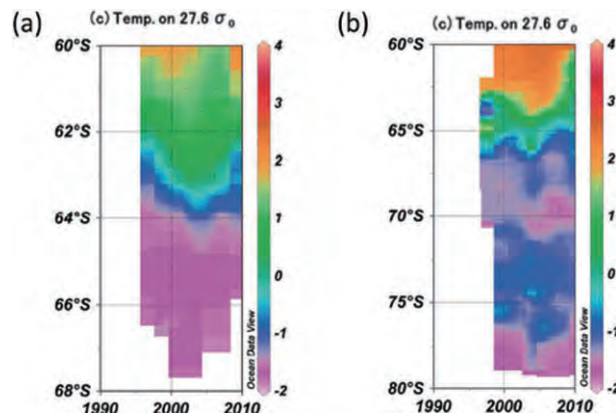 (a)
(c) Temp. on 27.6 σ₀
60°S
62°S
64°S
66°S
68°S
1990
2000
2010
4
3
2
1
0
-1
-2
Ocean Data View
(b)
(c) Temp. on 27.6 σ₀
60°S
65°S
70°S
75°S
80°S
1990
2000
2010
4
3
2
1
0
-1
-2
Ocean Data View